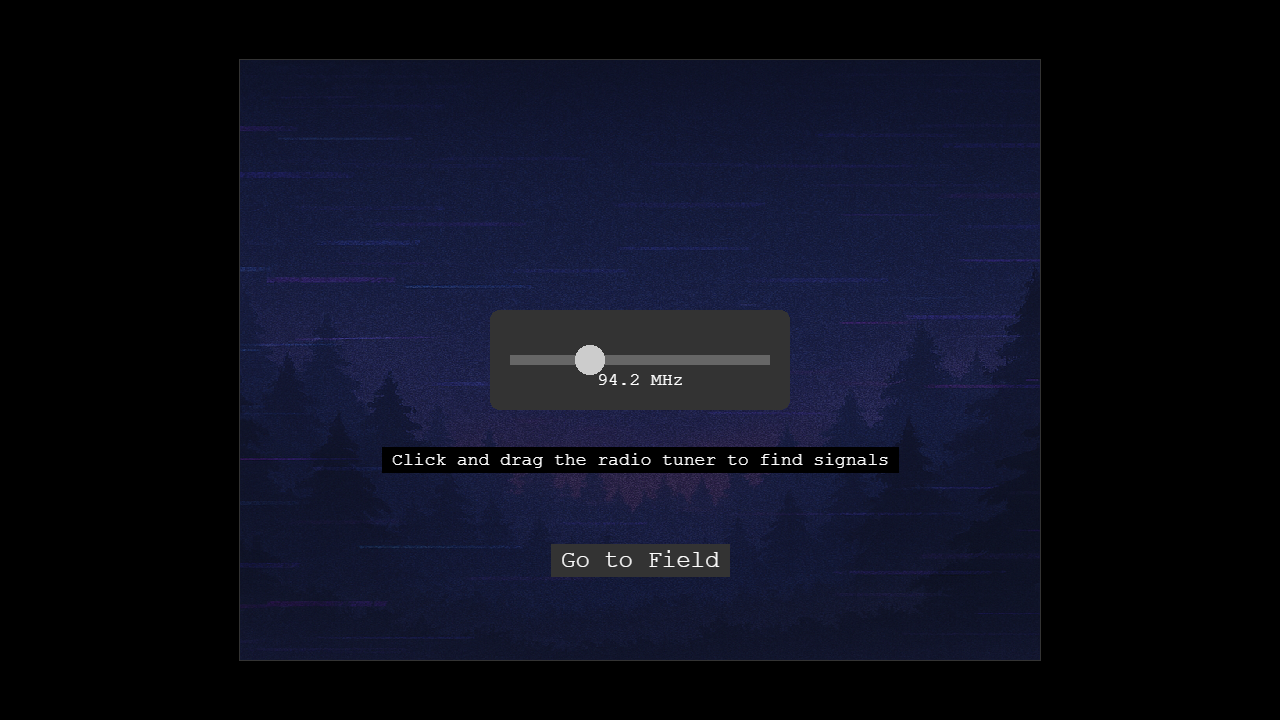 94.2 MHz
Click and drag the radio tuner to find signals
Go to Field